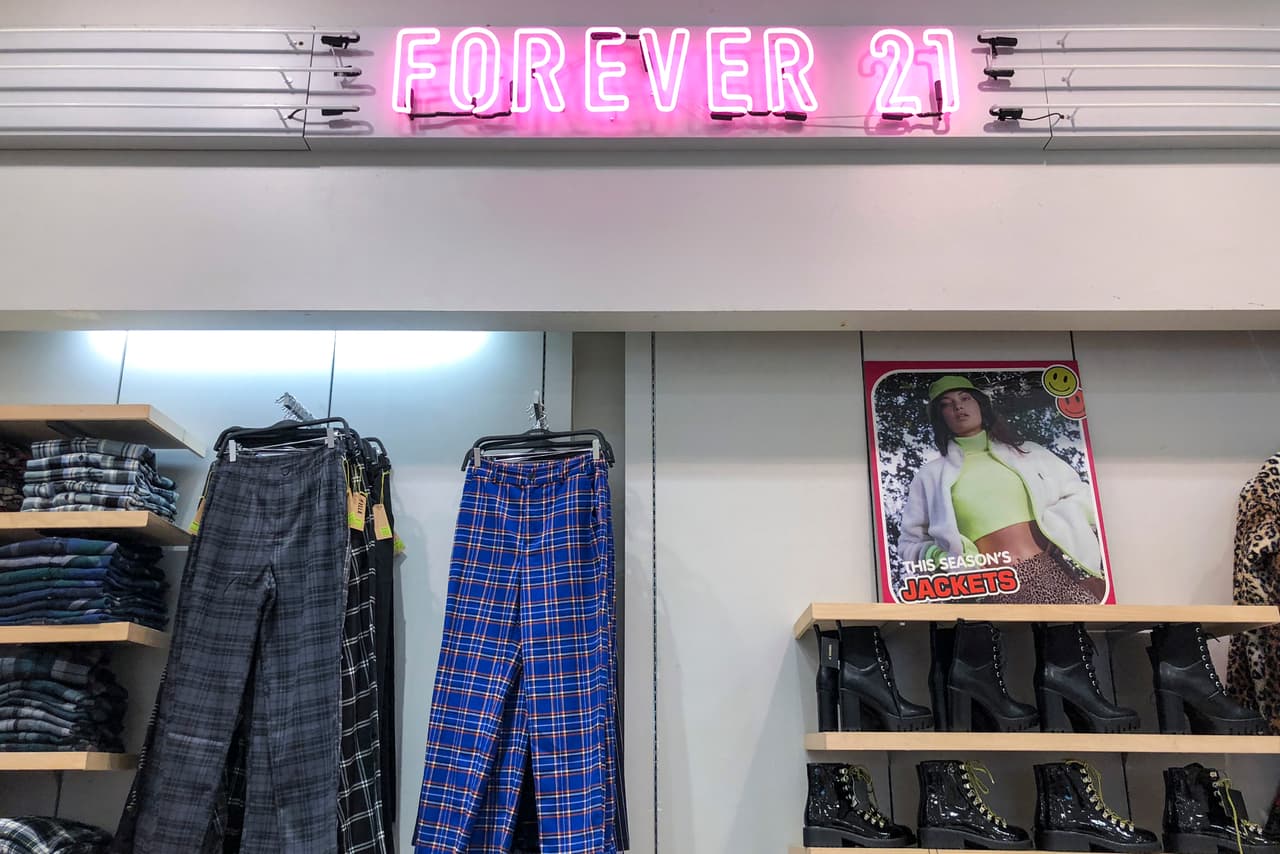 FOREVER 21
THIS SEASON'S
JACKETS